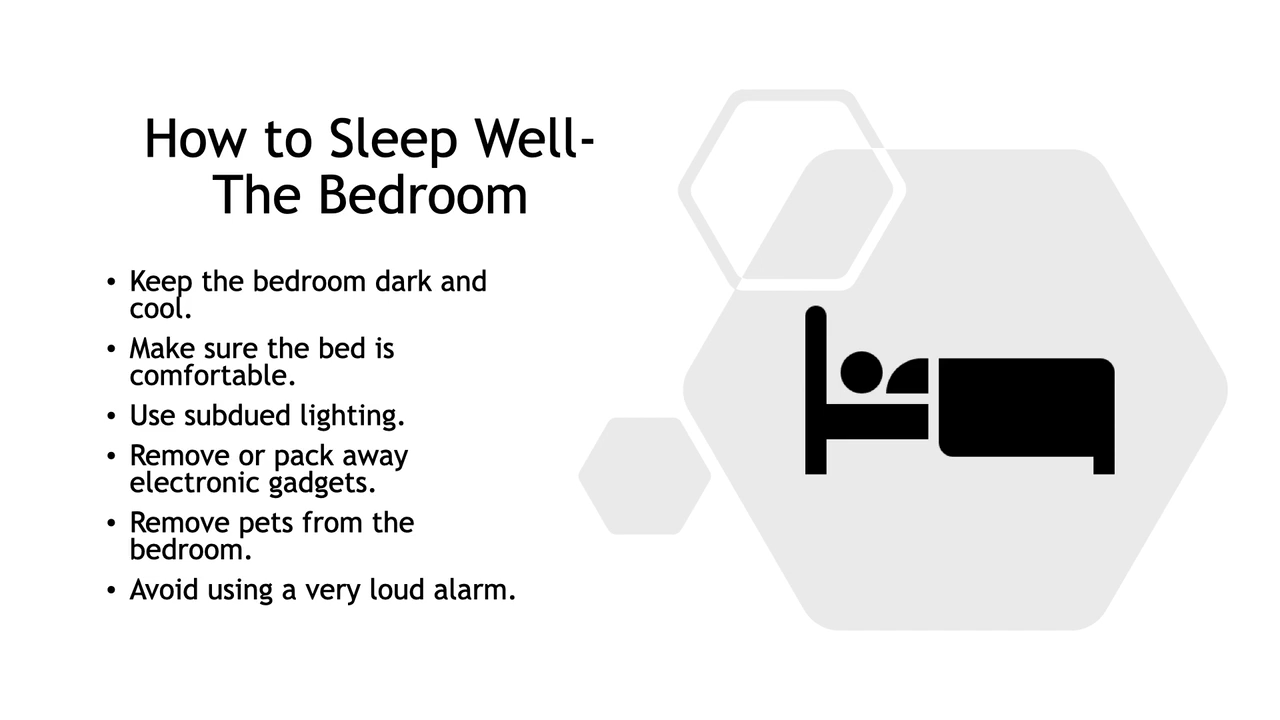 How to Sleep Well-
The Bedroom
• Keep the bedroom dark and
cool.
• Make sure the bed is
comfortable.
• Use subdued lighting.
• Remove or pack away
electronic gadgets.
• Remove pets from the
bedroom.
• Avoid using a very loud alarm.